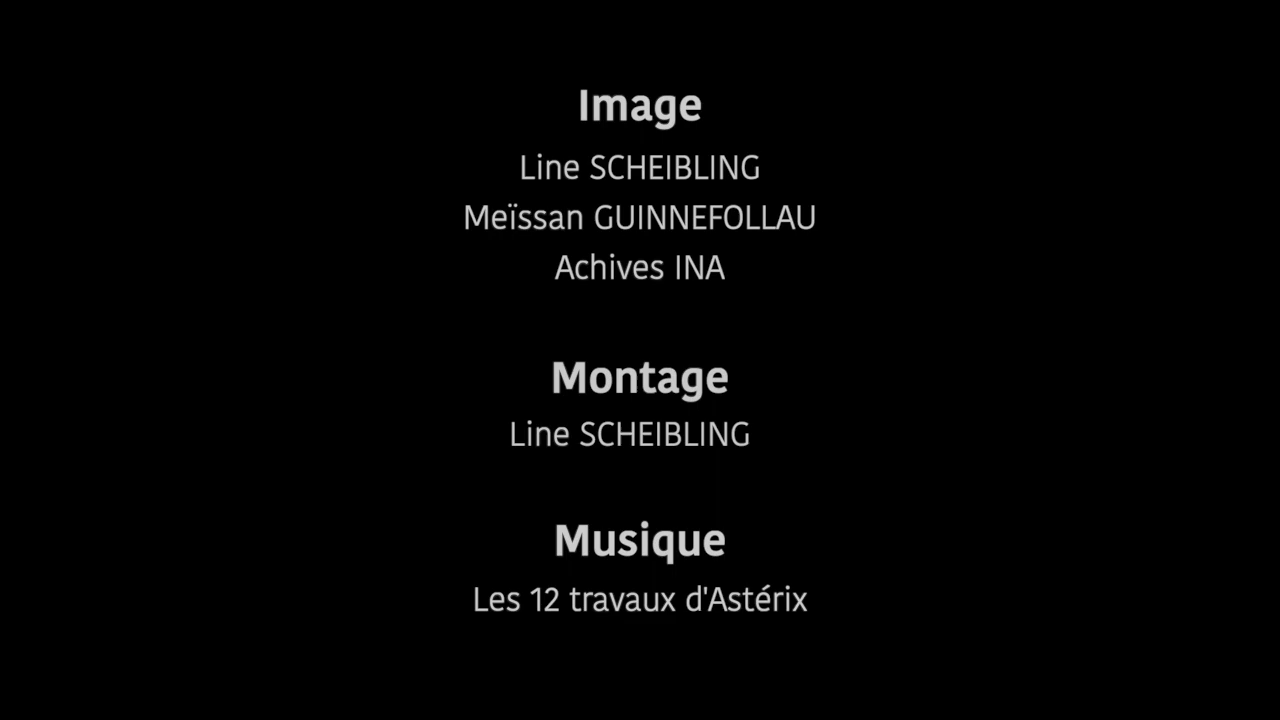 Image
Line SCHEIBLING
Meïssan GUINNEFOLLAU
Achives INA
Montage
Line SCHEIBLING
Musique
Les 12 travaux d'Astérix